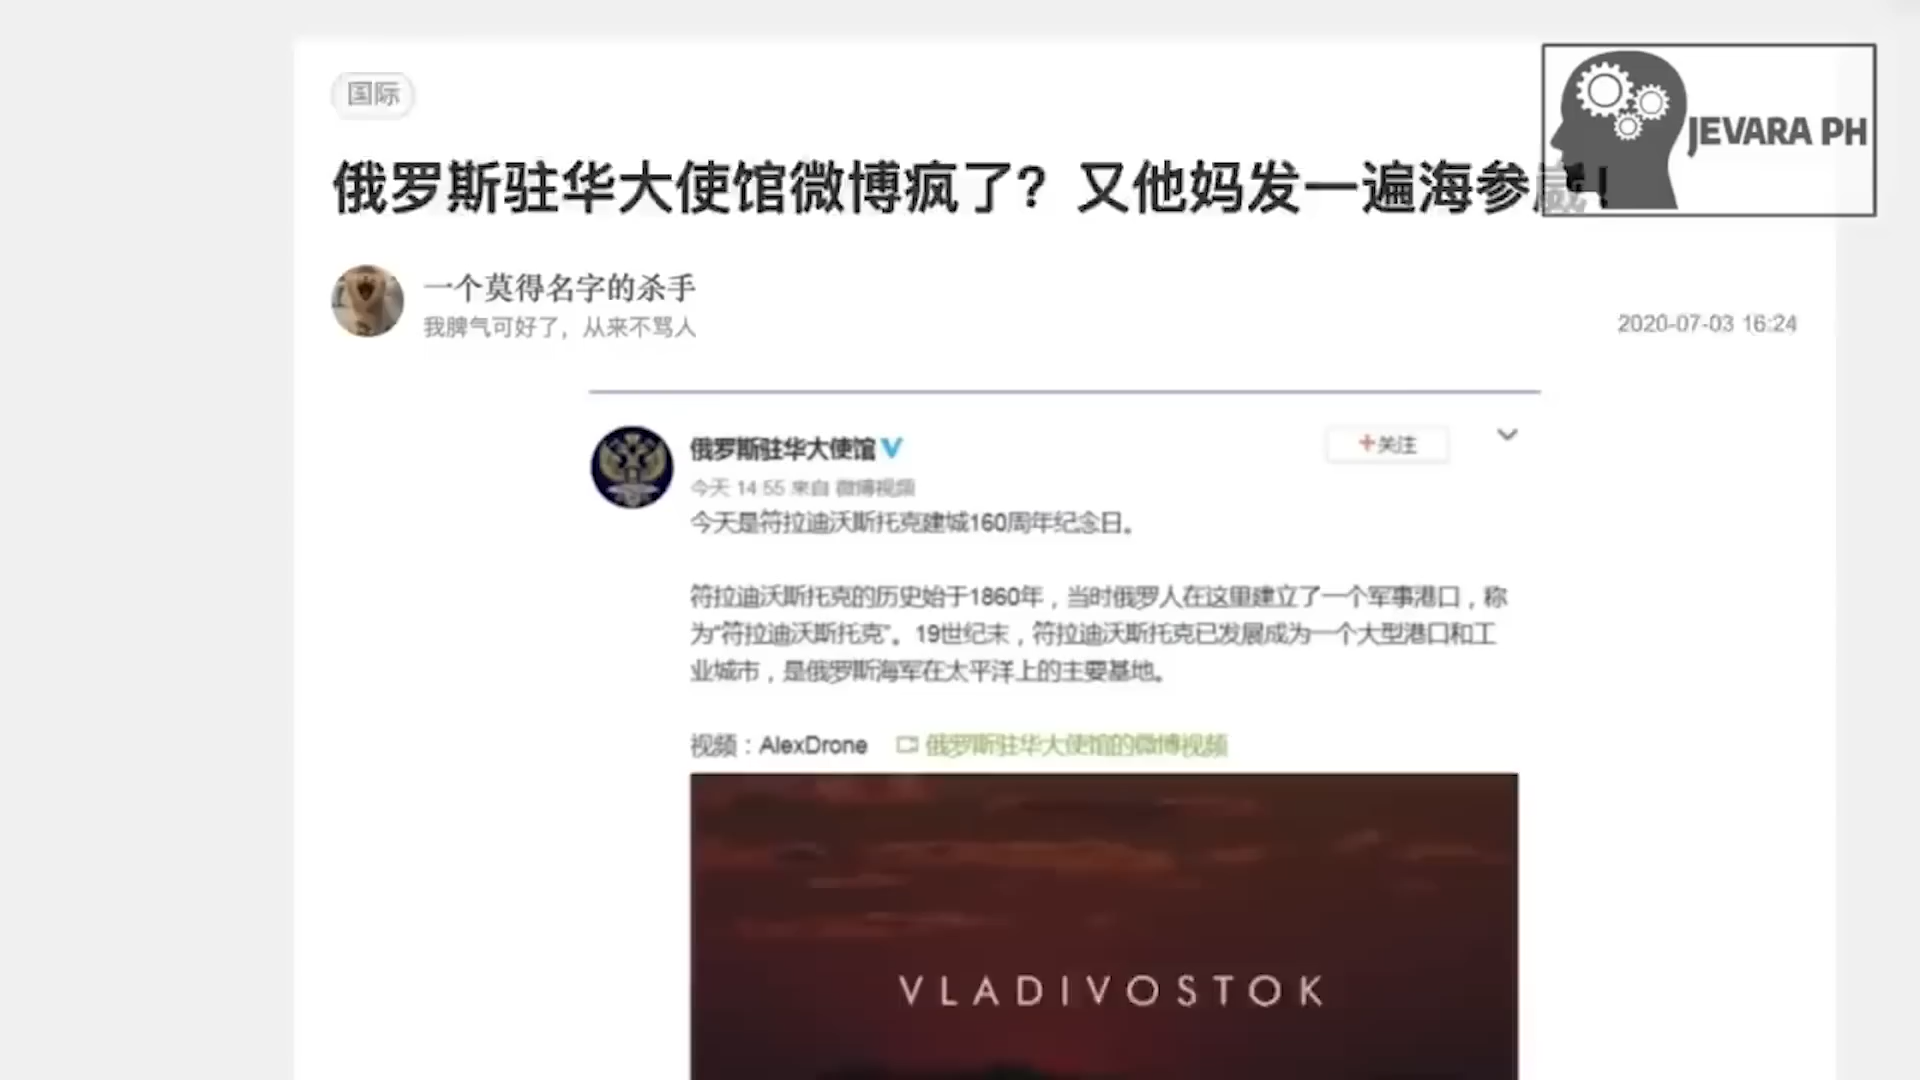 国际
JEVARA PH
俄罗斯驻华大使馆微博疯了？又他妈发一遍海参崴！
一个莫得名字的杀手
我脾气可好了，从来不骂人
2020-07-03 16:24
俄罗斯驻华大使馆
+关注
今天 14:55 来自 微博视频
今天是符拉迪沃斯托克建城160周年纪念日。
符拉迪沃斯托克的历史始于1860年，当时俄罗人在这里建立了一个军事港口，称
为“符拉迪沃斯托克”。19世纪末，符拉迪沃斯托克已发展成为一个大型港口和工
业城市，是俄罗斯海军在太平洋上的主要基地。
视频：AlexDrone 俄罗斯驻华大使馆的微博视频
VLADIVOSTOK